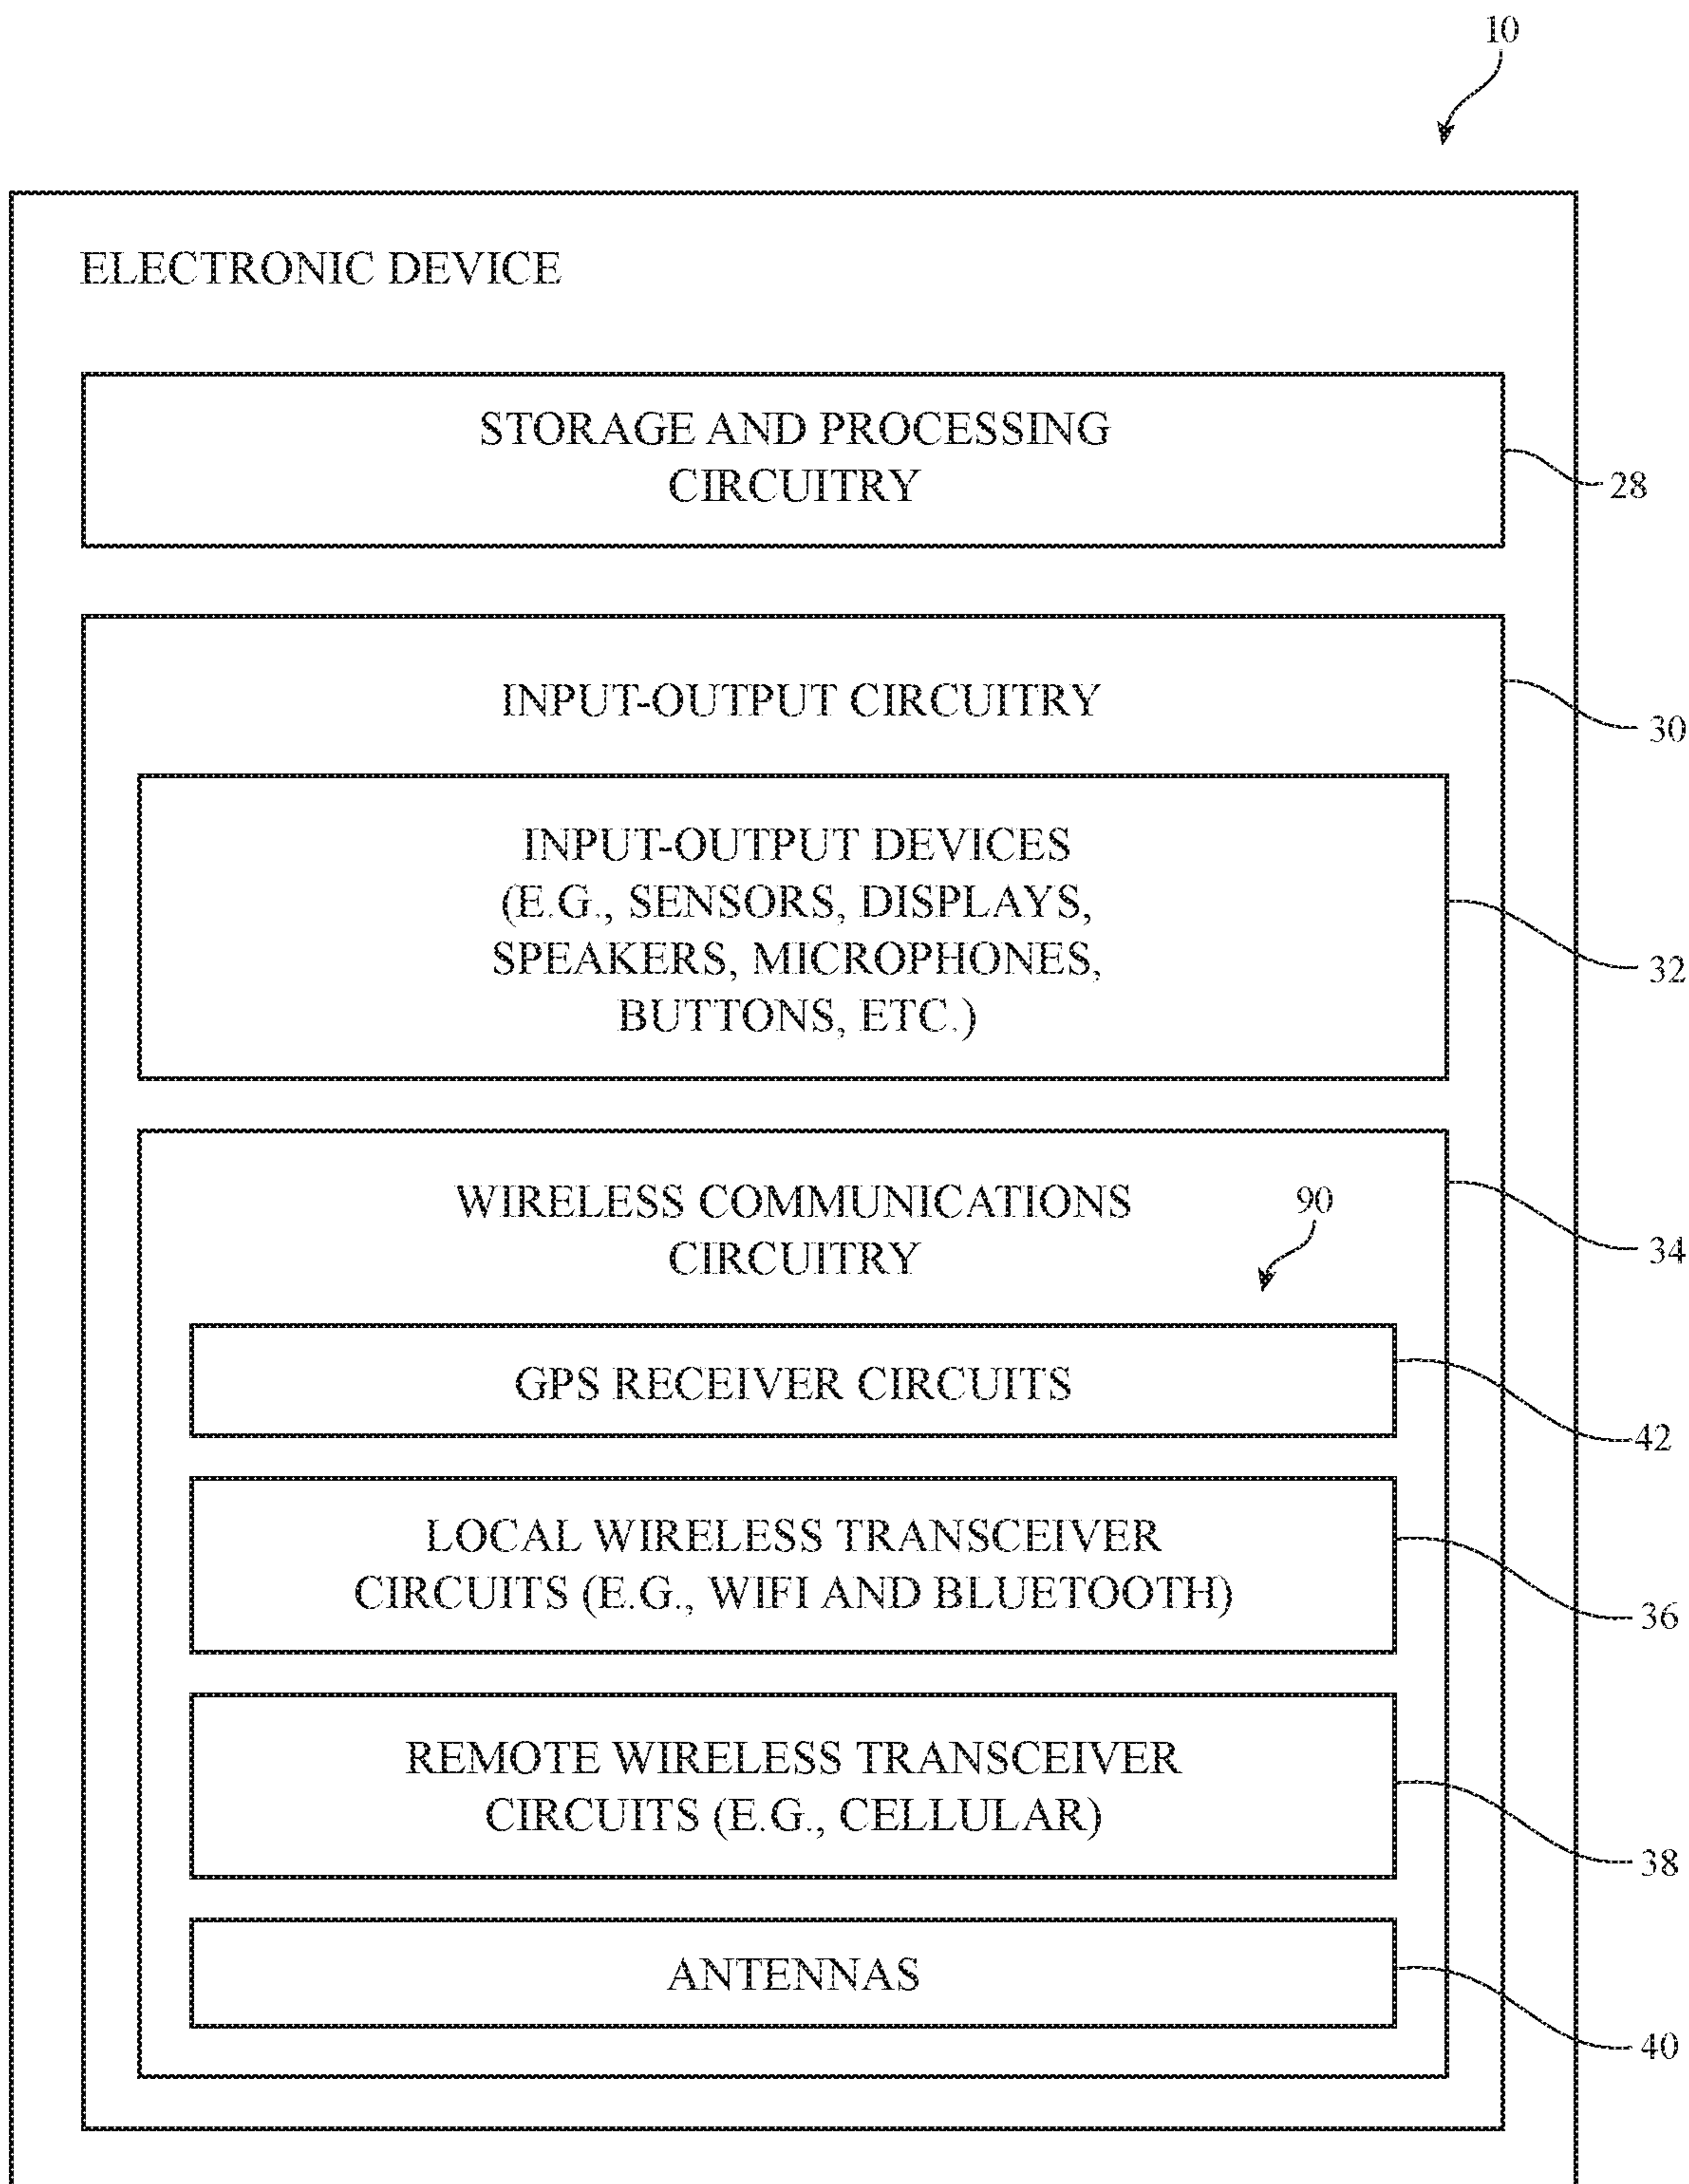 10
ELECTRONIC DEVICE
STORAGE AND PROCESSING
CIRCUITRY
28
INPUT-OUTPUT CIRCUITRY
30
INPUT-OUTPUT DEVICES
(E.G., SENSORS, DISPLAYS,
SPEAKERS, MICROPHONES,
BUTTONS, ETC.)
32
WIRELESS COMMUNICATIONS
CIRCUITRY
90
34
GPS RECEIVER CIRCUITS
42
LOCAL WIRELESS TRANSCEIVER
CIRCUITS (E.G., WIFI AND BLUETOOTH)
36
REMOTE WIRELESS TRANSCEIVER
CIRCUITS (E.G., CELLULAR)
38
ANTENNAS
40